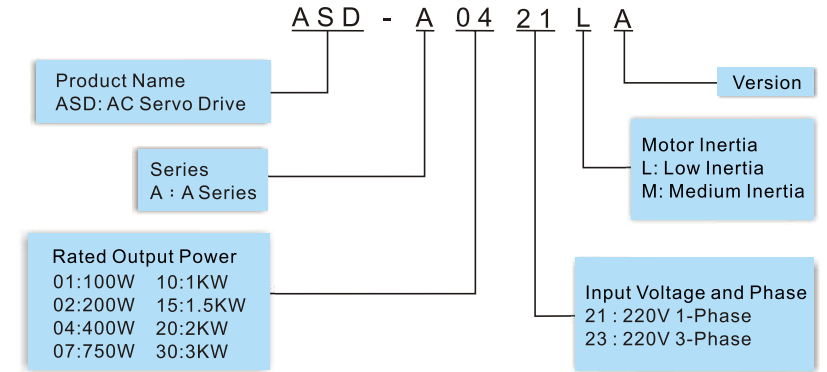 ASD - A 04 21 L A
Product Name
ASD: AC Servo Drive
Version
Series
A：A Series
Motor Inertia
L: Low Inertia
M: Medium Inertia
Rated Output Power
01:100W 10:1KW
02:200W 15:1.5KW
04:400W 20:2KW
07:750W 30:3KW
Input Voltage and Phase
21 : 220V 1-Phase
23 : 220V 3-Phase